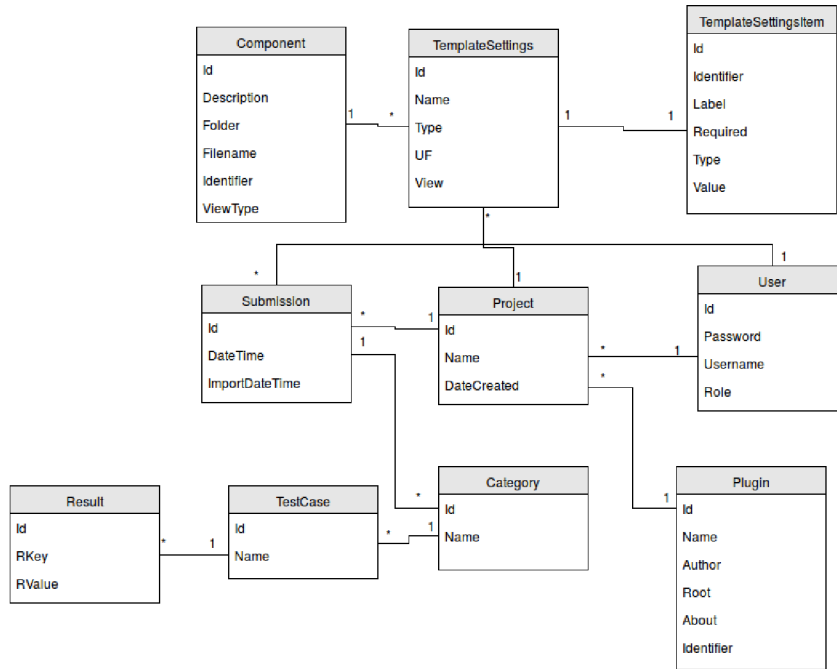 Component
Id
Description
Folder
Filename
Identifier
ViewType
1
*
TemplateSettings
Id
Name
Type
UF
View
1
1
*
TemplateSettingsItem
Id
Identifier
Label
Required
Type
Value
*
1
1
Submission
Id
DateTime
ImportDateTime
*
1
1
Project
Id
Name
DateCreated
*
1
*
User
Id
Password
Username
Role
Result
Id
RKey
RValue
*
1
TestCase
Id
Name
*
1
*
Category
Id
Name
1
Plugin
Id
Name
Author
Root
About
Identifier